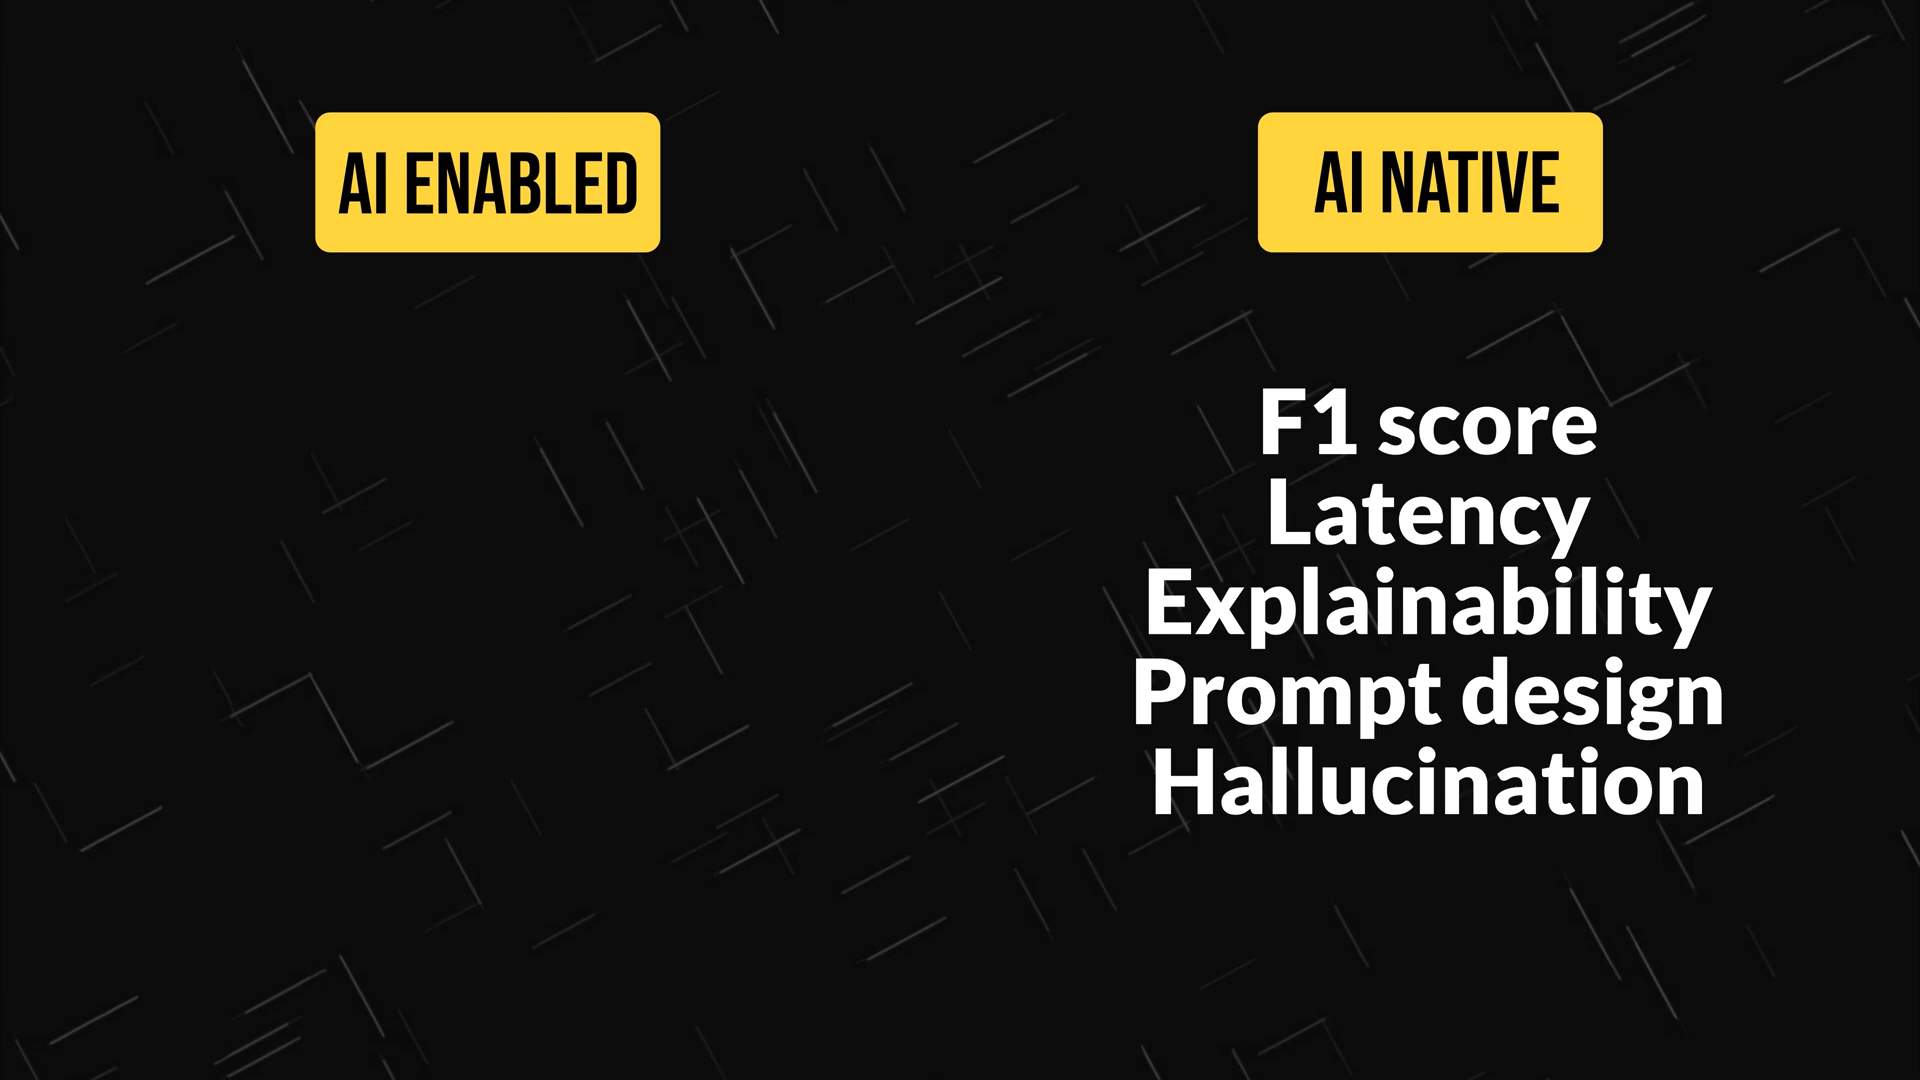 AI ENABLED
AI NATIVE
F1 score
Latency
Explainability
Prompt design
Hallucination